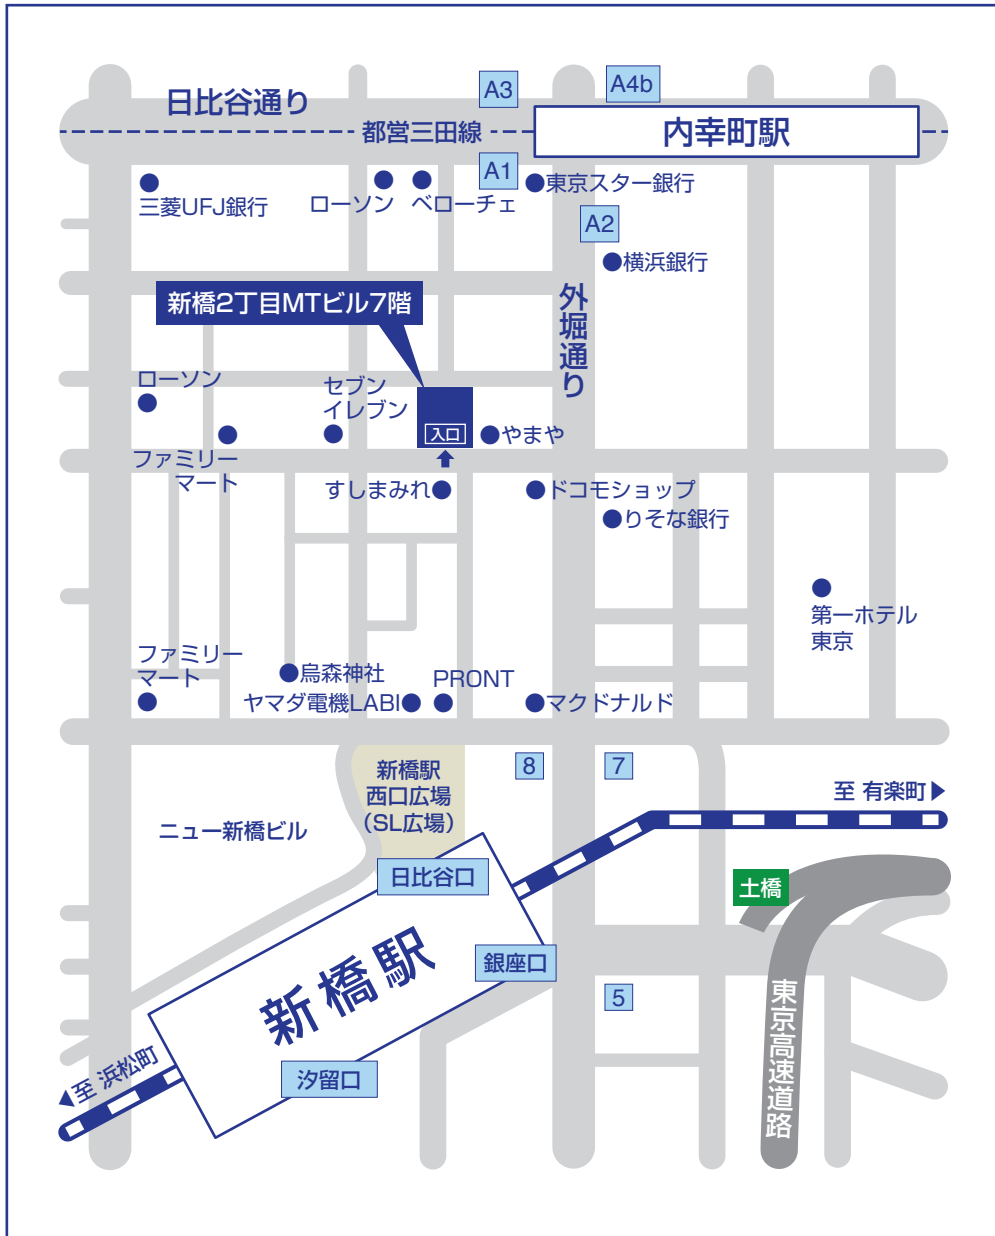 A3
A4b
日比谷通り
都営三田線
内幸町駅
A1
三菱UFJ銀行
ローソン
ベローチェ
東京スター銀行
A2
横浜銀行
新橋2丁目MTビル7階
外堀通り
ローソン
セブン
イレブン
入口
やまや
ファミリー
マート
すしまみれ
ドコモショップ
りそな銀行
第一ホテル
東京
ファミリー
マート
烏森神社
PRONT
ヤマダ電機LABI
マクドナルド
新橋駅
西口広場
(SL広場)
8
7
至 有楽町
ニュー新橋ビル
日比谷口
土橋
新橋駅
銀座口
5
東京高速道路
至 浜松町
汐留口